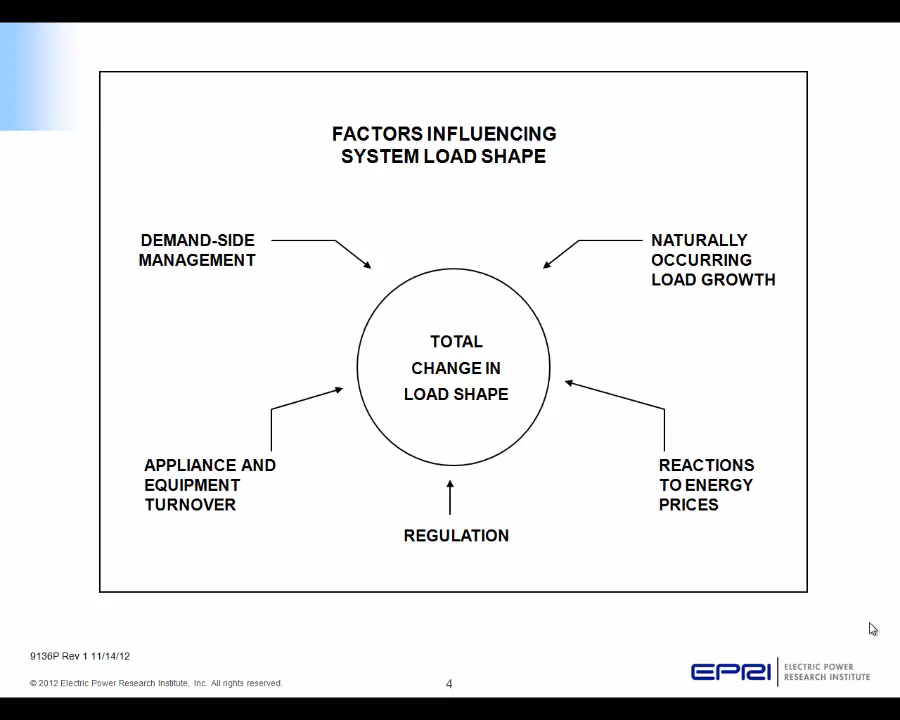 FACTORS INFLUENCING
SYSTEM LOAD SHAPE
DEMAND-SIDE
MANAGEMENT
NATURALLY
OCCURRING
LOAD GROWTH
TOTAL
CHANGE IN
LOAD SHAPE
APPLIANCE AND
EQUIPMENT
TURNOVER
REACTIONS
TO ENERGY
PRICES
REGULATION
9136P Rev 1 11/14/12
© 2012 Electric Power Research Institute, Inc. All rights reserved.
4
EPRI
ELECTRIC POWER
RESEARCH INSTITUTE